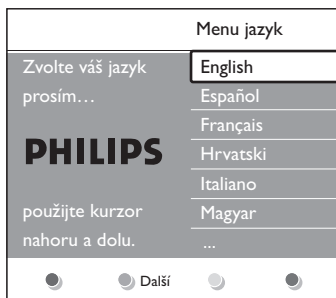 Menu jazyk
Zvolte váš jazyk
prosím…
PHILIPS
použijte kurzor
nahoru a dolu.
English
Español
Français
Hrvatski
Italiano
Magyar
...
Další